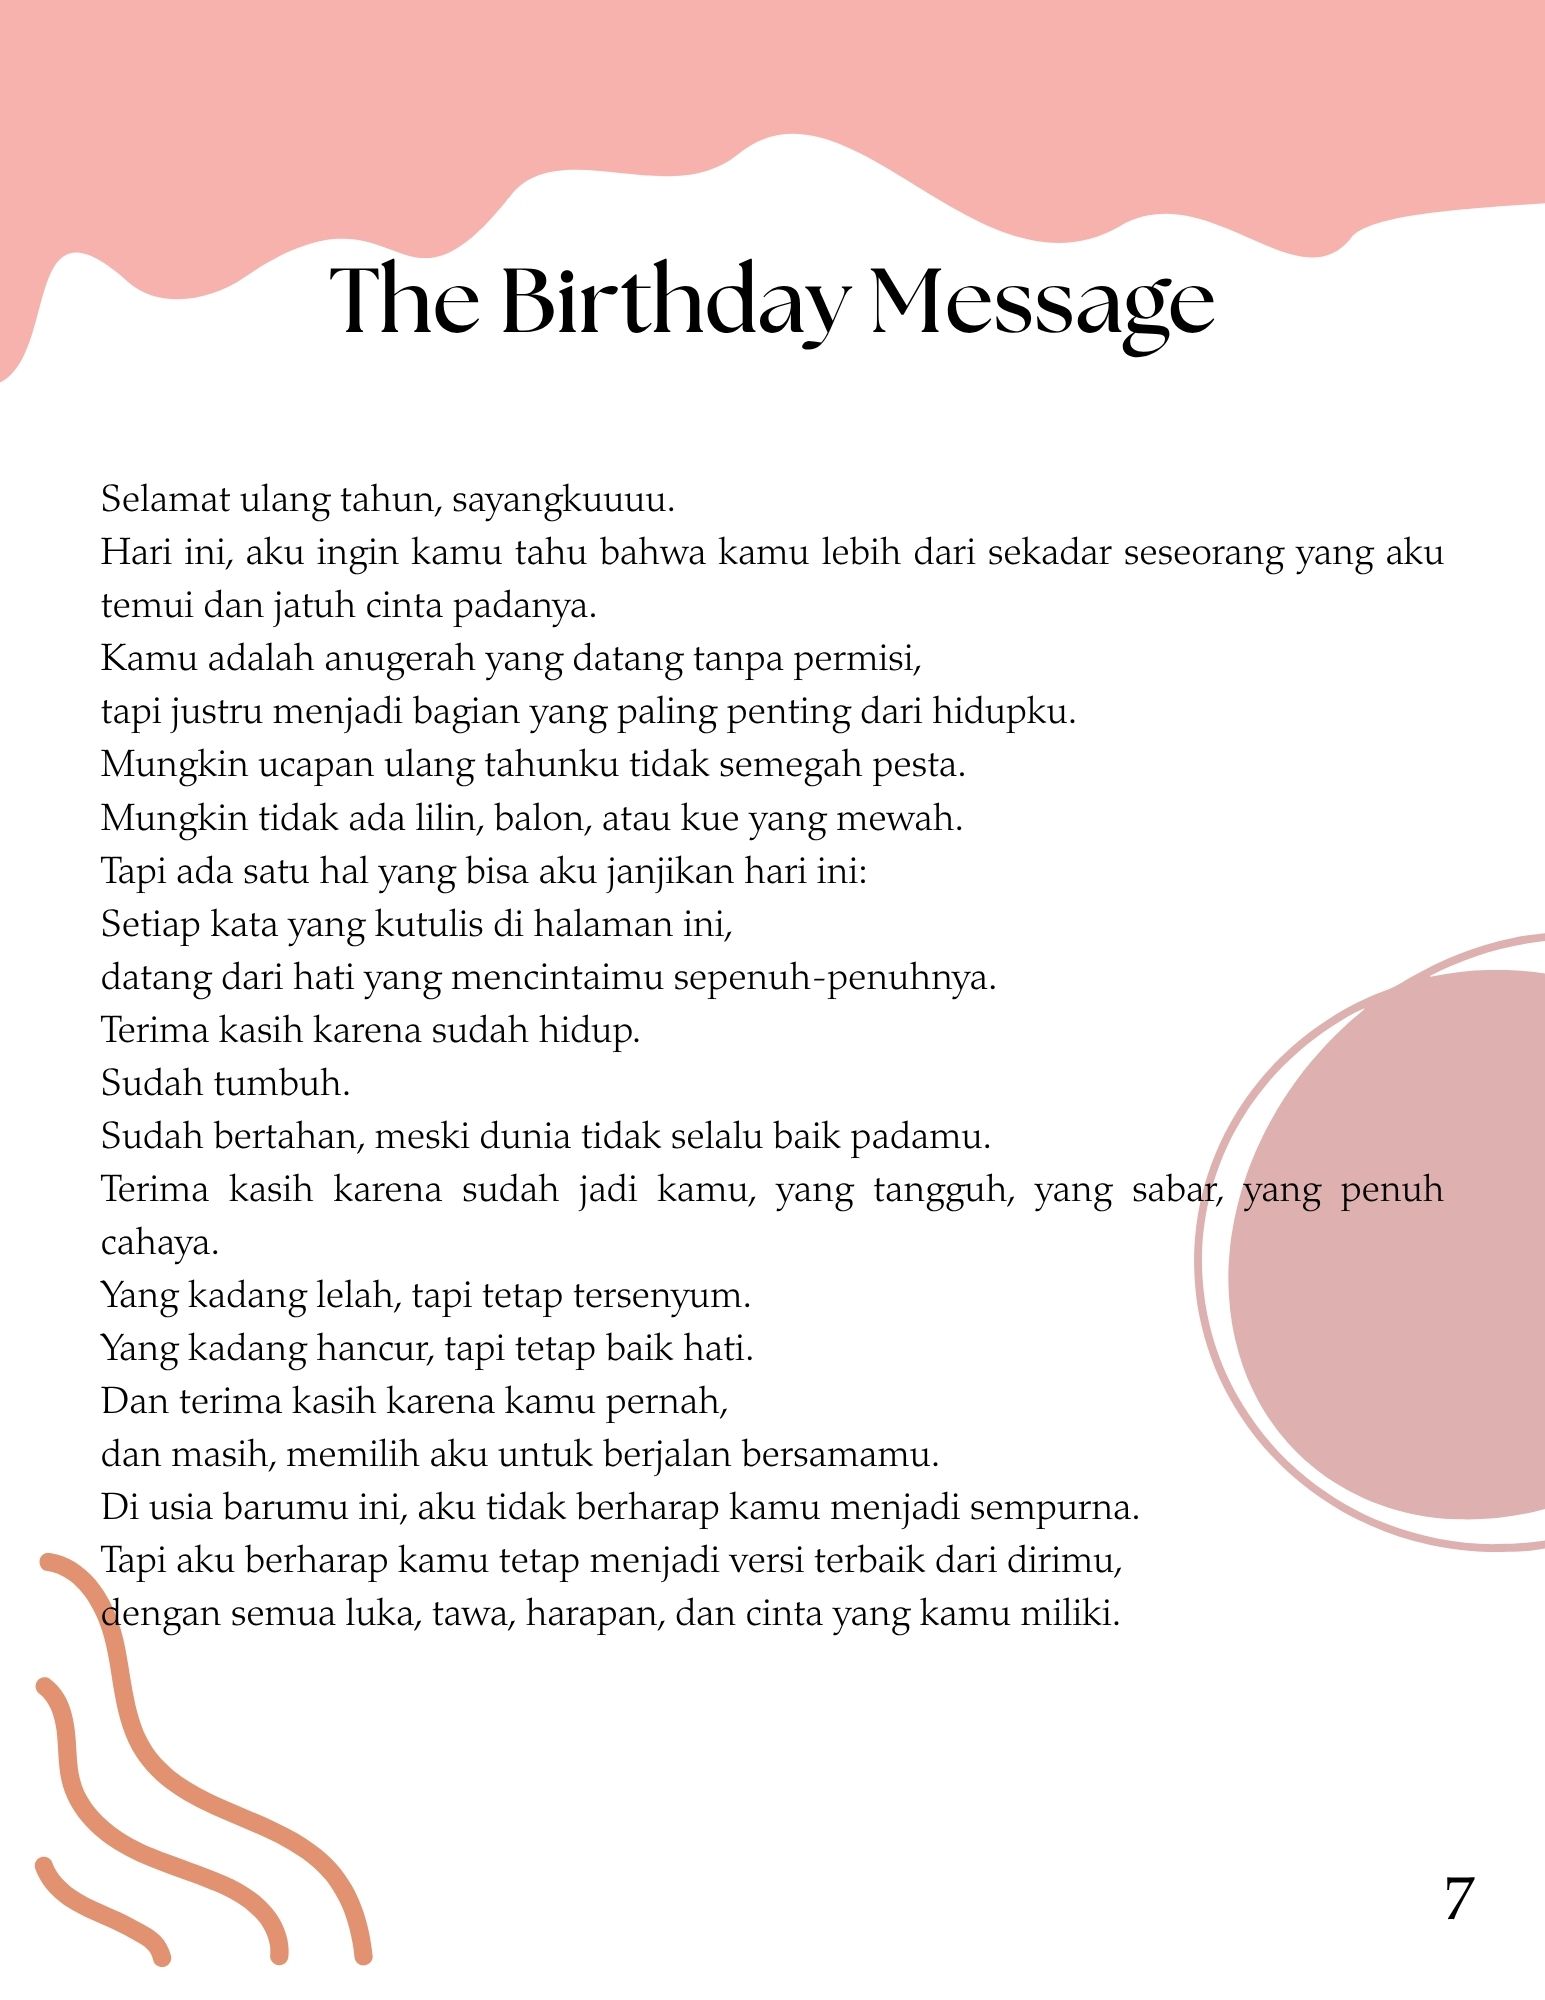 The Birthday Message
Selamat ulang tahun, sayangkuuuu.
Hari ini, aku ingin kamu tahu bahwa kamu lebih dari sekadar seseorang yang aku
temui dan jatuh cinta padanya.
Kamu adalah anugerah yang datang tanpa permisi,
tapi justru menjadi bagian yang paling penting dari hidupku.
Mungkin ucapan ulang tahunku tidak semegah pesta.
Mungkin tidak ada lilin, balon, atau kue yang mewah.
Tapi ada satu hal yang bisa aku janjikan hari ini:
Setiap kata yang kutulis di halaman ini,
datang dari hati yang mencintaimu sepenuh-penuhnya.
Terima kasih karena sudah hidup.
Sudah tumbuh.
Sudah bertahan, meski dunia tidak selalu baik padamu.
Terima kasih karena sudah jadi kamu, yang tangguh, yang sabar, yang penuh
cahaya.
Yang kadang lelah, tapi tetap tersenyum.
Yang kadang hancur, tapi tetap baik hati.
Dan terima kasih karena kamu pernah,
dan masih, memilih aku untuk berjalan bersamamu.
Di usia barumu ini, aku tidak berharap kamu menjadi sempurna.
Tapi aku berharap kamu tetap menjadi versi terbaik dari dirimu,
dengan semua luka, tawa, harapan, dan cinta yang kamu miliki.
7